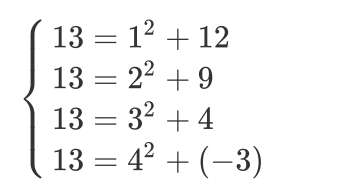 13 = 1² + 12
13 = 2² + 9
13 = 3² + 4
13 = 4² + (−3)